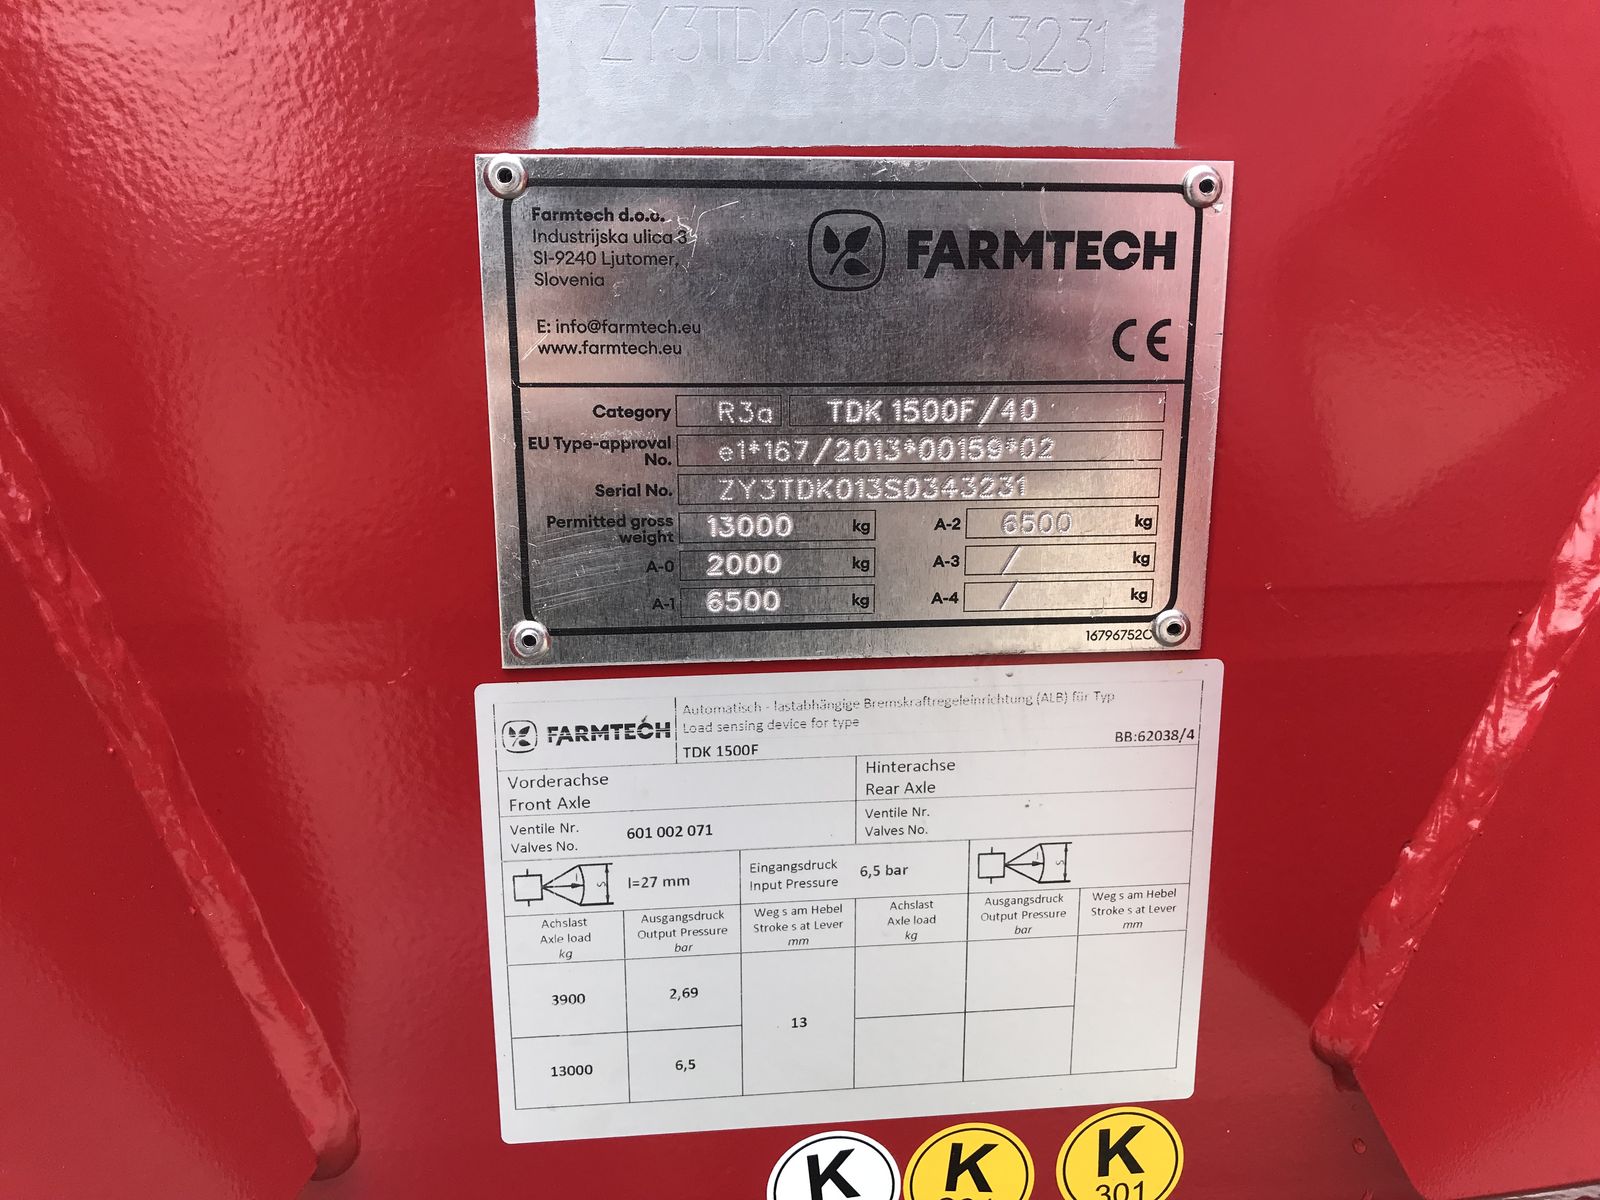 ZY3TDK013S0343231
Farmtech d.o.o.
Industrijska ulica 3
SI-9240 Ljutomer,
Slovenia
FARMTECH
E: info@farmtech.eu
www.farmtech.eu
CE
Category R3a TDK 1500F/40
EU Type-approval No. e1*167/2013*00159*02
Serial No. ZY3TDK013S0343231
Permitted gross weight 13000 kg A-2 6500 kg
A-0 2000 kg A-3 / kg
A-1 6500 kg A-4 / kg
16796752C
FARMTECH
Automatisch - lastabhängige Bremskraftregeleinrichtung (ALB) für Typ
Load sensing device for type
TDK 1500F BB:62038/4
Vorderachse
Front Axle
Hinterachse
Rear Axle
Ventile Nr.
Valves No.
601 002 071
Ventile Nr.
Valves No.
S
l=27 mm
Eingangsdruck
Input Pressure
6,5 bar
S
Achslast
Axle load
kg
Ausgangsdruck
Output Pressure
bar
Weg s am Hebel
Stroke s at Lever
mm
Achslast
Axle load
kg
Ausgangsdruck
Output Pressure
bar
Weg s am Hebel
Stroke s at Lever
mm
3900 2,69
13
13000 6,5
K
K
K
301